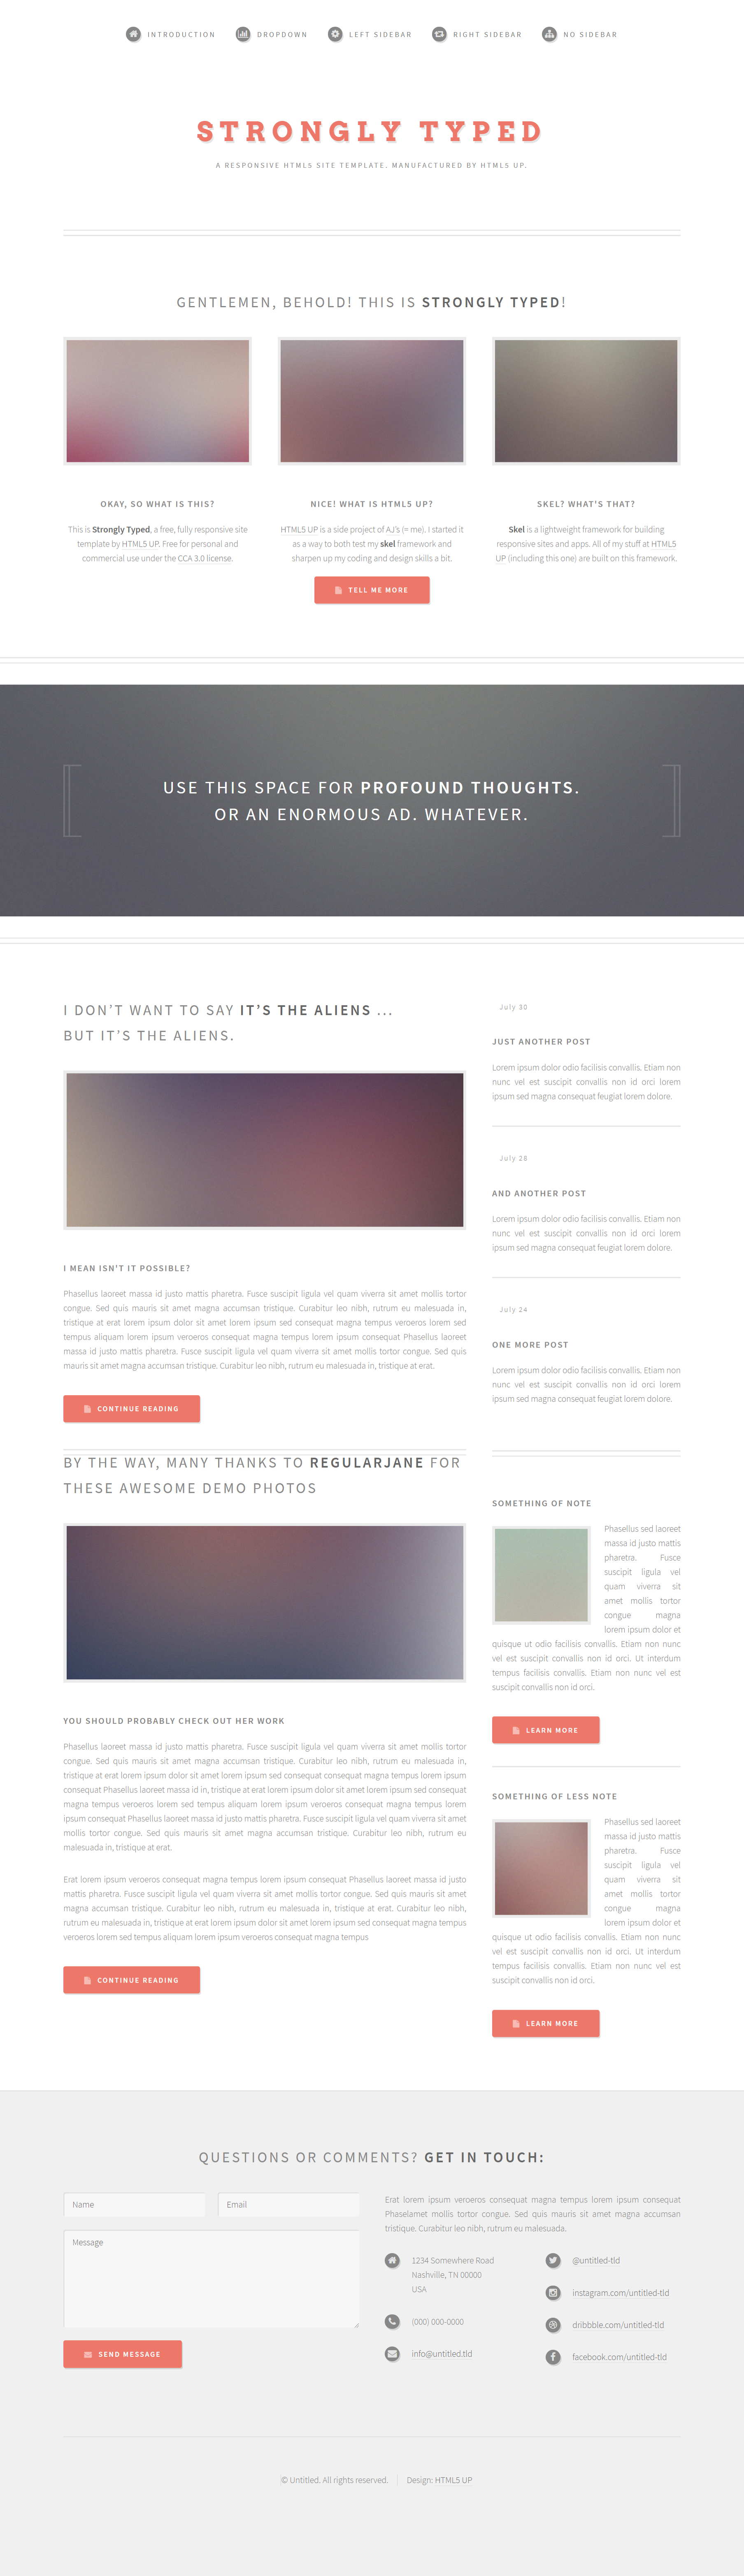 INTRODUCTION DROPDOWN LEFT SIDEBAR RIGHT SIDEBAR NO SIDEBAR
STRONGLY TYPED
A RESPONSIVE HTML5 SITE TEMPLATE. MANUFACTURED BY HTML5 UP.
GENTLEMEN, BEHOLD! THIS IS STRONGLY TYPED!
OKAY, SO WHAT IS THIS?
This is Strongly Typed, a free, fully responsive site
template by HTML5 UP. Free for personal and
commercial use under the CCA 3.0 license.
NICE! WHAT IS HTML5 UP?
HTML5 UP is a side project of AJ's (= me). I started it
as a way to both test my skel framework and
sharpen up my coding and design skills a bit.
SKEL? WHAT'S THAT?
Skel is a lightweight framework for building
responsive sites and apps. All of my stuff at HTML5
UP (including this one) are built on this framework.
TELL ME MORE
USE THIS SPACE FOR PROFOUND THOUGHTS.
OR AN ENORMOUS AD. WHATEVER.
I DON'T WANT TO SAY IT'S THE ALIENS ...
BUT IT'S THE ALIENS.
I MEAN ISN'T IT POSSIBLE?
Phasellus laoreet massa id justo mattis pharetra. Fusce suscipit ligula vel quam viverra sit amet mollis tortor
congue. Sed quis mauris sit amet magna accumsan tristique. Curabitur leo nibh, rutrum eu malesuada in,
tristique at erat lorem ipsum dolor sit amet lorem ipsum sed consequat magna tempus veroeros lorem sed
tempus aliquam lorem ipsum veroeros consequat magna tempus lorem ipsum consequat Phasellus laoreet
massa id justo mattis pharetra. Fusce suscipit ligula vel quam viverra sit amet mollis tortor congue. Sed quis
mauris sit amet magna accumsan tristique. Curabitur leo nibh, rutrum eu malesuada in, tristique at erat.
CONTINUE READING
BY THE WAY, MANY THANKS TO REGULARJANE FOR
THESE AWESOME DEMO PHOTOS
YOU SHOULD PROBABLY CHECK OUT HER WORK
Phasellus laoreet massa id justo mattis pharetra. Fusce suscipit ligula vel quam viverra sit amet mollis tortor
congue. Sed quis mauris sit amet magna accumsan tristique. Curabitur leo nibh, rutrum eu malesuada in,
tristique at erat lorem ipsum dolor sit amet lorem ipsum sed consequat consequat magna tempus lorem ipsum
consequat Phasellus laoreet massa id in, tristique at erat lorem ipsum dolor sit amet lorem ipsum sed consequat
magna tempus veroeros lorem sed tempus aliquam lorem ipsum veroeros consequat magna tempus lorem
ipsum consequat Phasellus laoreet massa id justo mattis pharetra. Fusce suscipit ligula vel quam viverra sit amet
mollis tortor congue. Sed quis mauris sit amet magna accumsan tristique. Curabitur leo nibh, rutrum eu
malesuada in, tristique at erat.
Erat lorem ipsum veroeros consequat magna tempus lorem ipsum consequat Phasellus laoreet massa id justo
mattis pharetra. Fusce suscipit ligula vel quam viverra sit amet mollis tortor congue. Sed quis mauris sit amet
magna accumsan tristique. Curabitur leo nibh, rutrum eu malesuada in, tristique at erat. Curabitur leo nibh,
rutrum eu malesuada in, tristique at erat lorem ipsum dolor sit amet lorem ipsum sed consequat magna tempus
veroeros lorem sed tempus aliquam lorem ipsum veroeros consequat magna tempus
CONTINUE READING
July 30
JUST ANOTHER POST
Lorem ipsum dolor odio facilisis convallis. Etiam non
nunc vel est suscipit convallis non id orci lorem
ipsum sed magna consequat feugiat lorem dolore.
July 28
AND ANOTHER POST
Lorem ipsum dolor odio facilisis convallis. Etiam non
nunc vel est suscipit convallis non id orci lorem
ipsum sed magna consequat feugiat lorem dolore.
July 24
ONE MORE POST
Lorem ipsum dolor odio facilisis convallis. Etiam non
nunc vel est suscipit convallis non id orci lorem
ipsum sed magna consequat feugiat lorem dolore.
SOMETHING OF NOTE
Phasellus sed laoreet
massa id justo mattis
pharetra. Fusce
suscipit ligula vel
quam viverra sit
amet mollis tortor
congue magna
lorem ipsum dolor et
quisque ut odio facilisis convallis. Etiam non nunc
vel est suscipit convallis non id orci. Ut interdum
tempus facilisis convallis. Etiam non nunc vel est
suscipit convallis non id orci.
LEARN MORE
SOMETHING OF LESS NOTE
Phasellus sed laoreet
massa id justo mattis
pharetra. Fusce
suscipit ligula vel
quam viverra sit
amet mollis tortor
congue magna
lorem ipsum dolor et
quisque ut odio facilisis convallis. Etiam non nunc
vel est suscipit convallis non id orci. Ut interdum
tempus facilisis convallis. Etiam non nunc vel est
suscipit convallis non id orci.
LEARN MORE
QUESTIONS OR COMMENTS? GET IN TOUCH:
Name Email
Message
SEND MESSAGE
Erat lorem ipsum veroeros consequat magna tempus lorem ipsum consequat
Phaselamet mollis tortor congue. Sed quis mauris sit amet magna accumsan
tristique. Curabitur leo nibh, rutrum eu malesuada.
1234 Somewhere Road
Nashville, TN 00000
USA
(000) 000-0000
info@untitled.tld
@untitled-tld
instagram.com/untitled-tld
dribbble.com/untitled-tld
facebook.com/untitled-tld
© Untitled. All rights reserved. Design: HTML5 UP